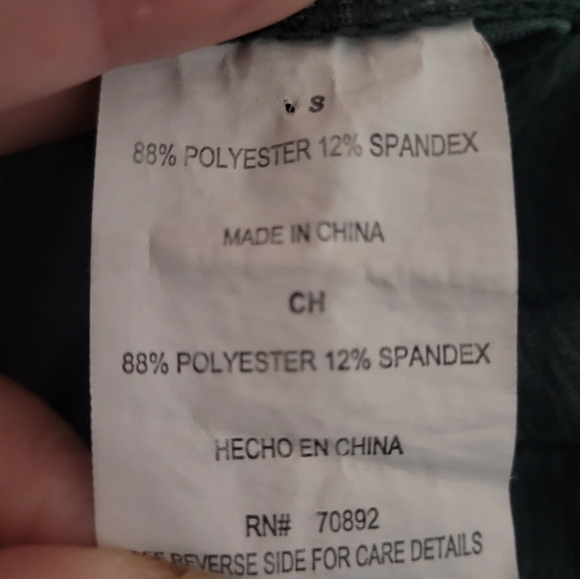 S
88% POLYESTER 12% SPANDEX
MADE IN CHINA
CH
88% POLYESTER 12% SPANDEX
HECHO EN CHINA
RN# 70892
SEE REVERSE SIDE FOR CARE DETAILS